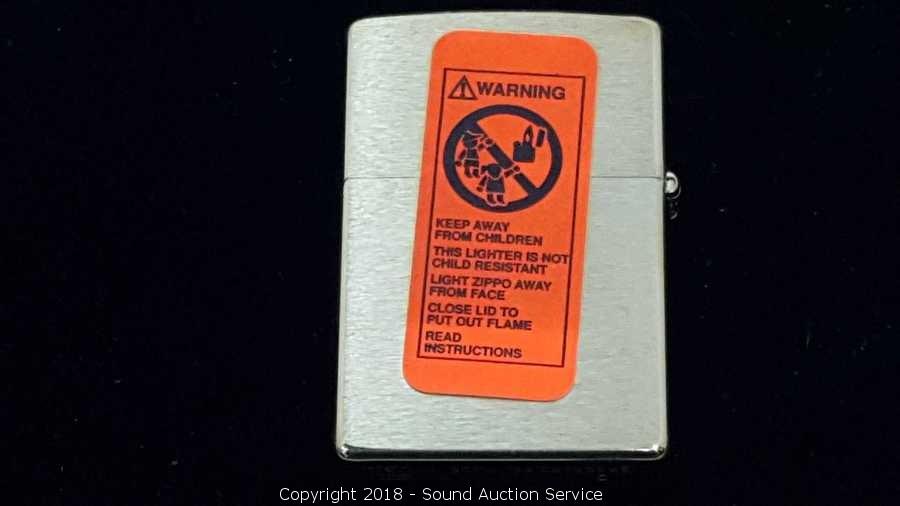 WARNING
KEEP AWAY
FROM CHILDREN
THIS LIGHTER IS NOT
CHILD RESISTANT
LIGHT ZIPPO AWAY
FROM FACE
CLOSE LID TO
PUT OUT FLAME
READ
INSTRUCTIONS
Copyright 2018 - Sound Auction Service